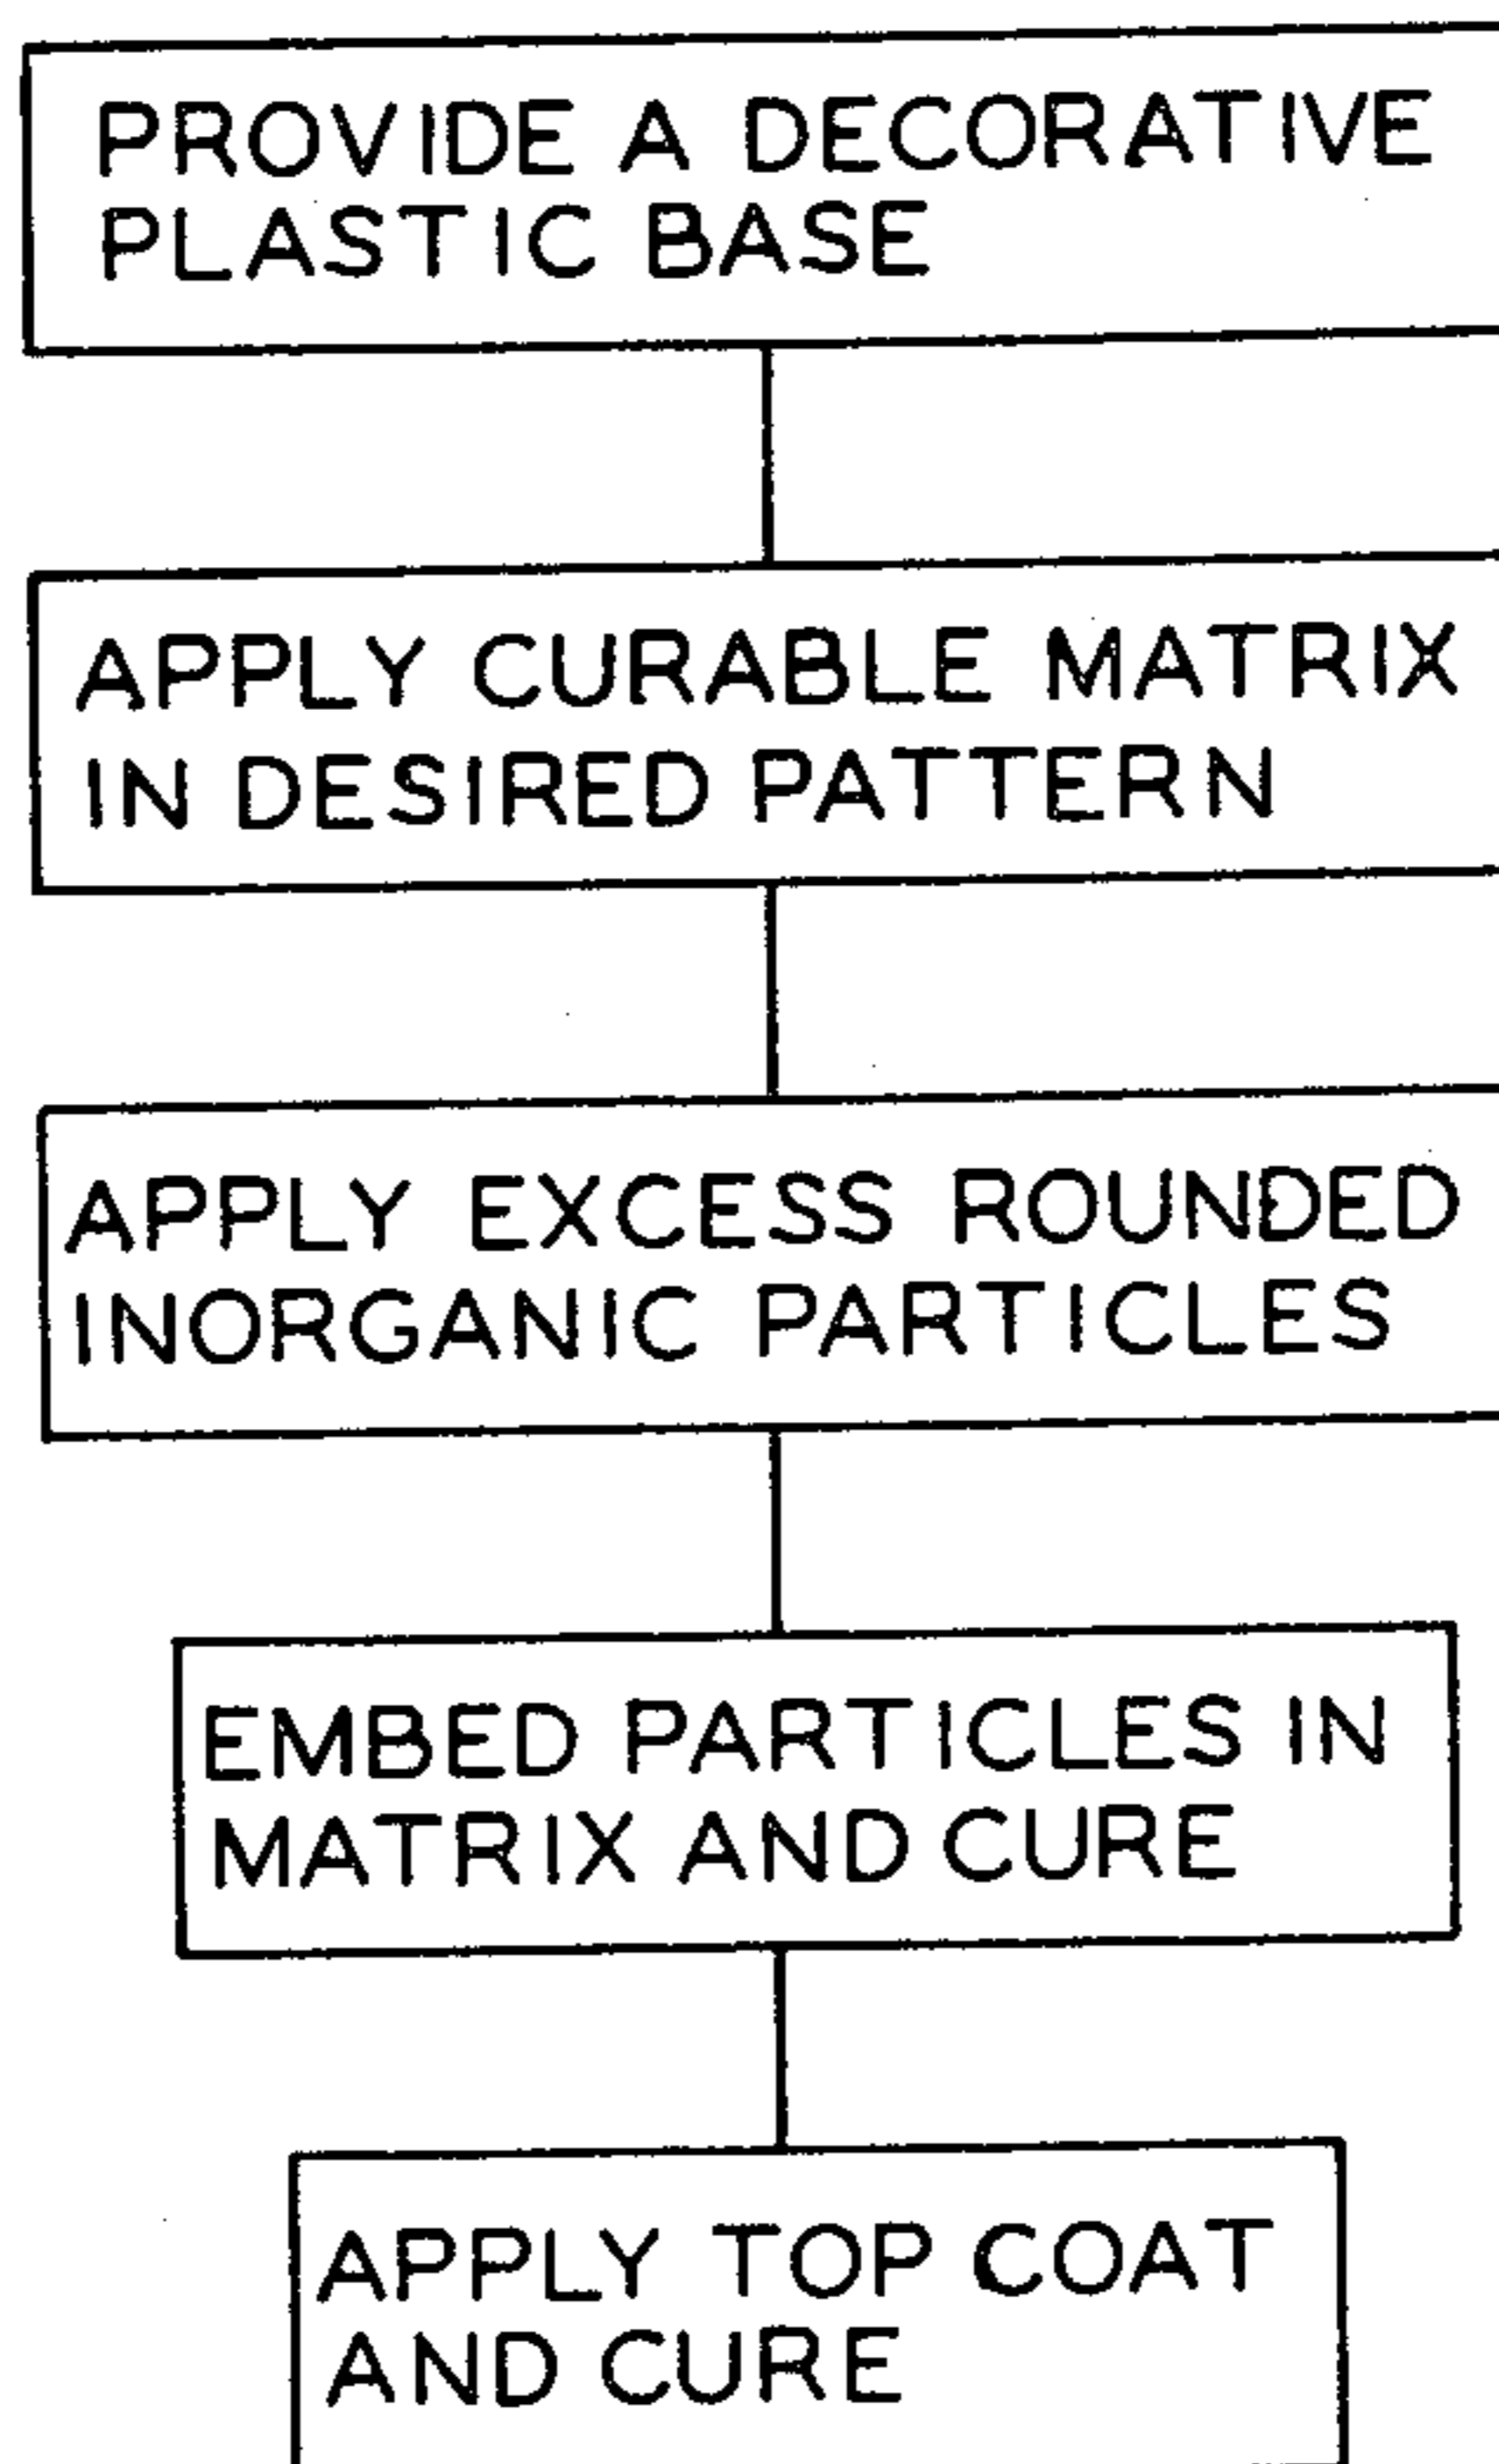 PROVIDE A DECORATIVE
PLASTIC BASE
APPLY CURABLE MATRIX
IN DESIRED PATTERN
APPLY EXCESS ROUNDED
INORGANIC PARTICLES
EMBED PARTICLES IN
MATRIX AND CURE
APPLY TOP COAT
AND CURE